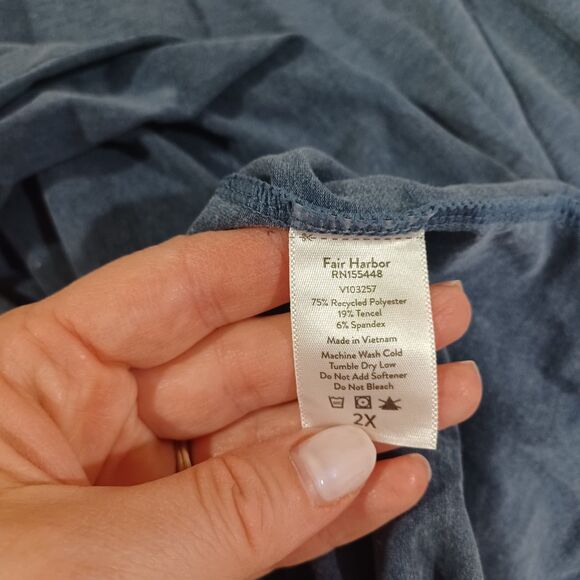 Fair Harbor
RN155448
V103257
75% Recycled Polyester
19% Tencel
6% Spandex
Made in Vietnam
Machine Wash Cold
Tumble Dry Low
Do Not Add Softener
Do Not Bleach
2X